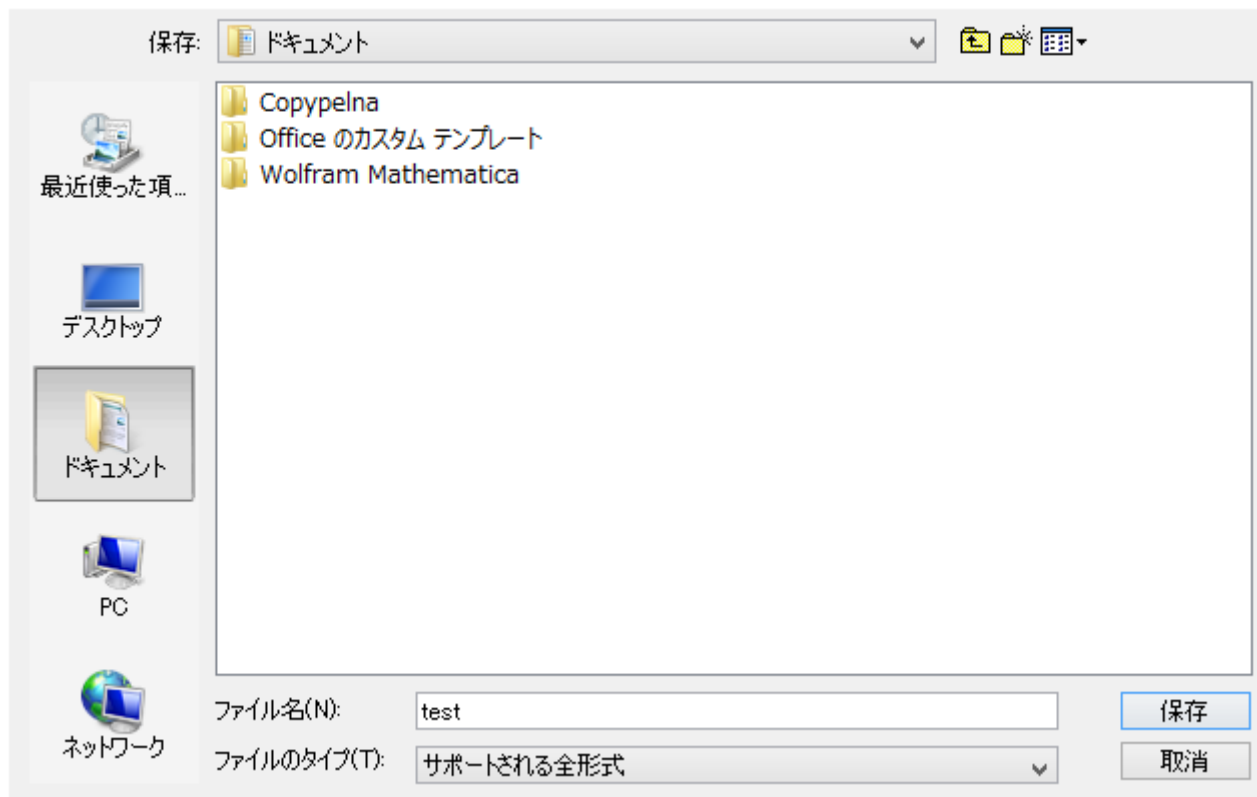 保存: ドキュメント
Copypelna
Office のカスタム テンプレート
Wolfram Mathematica
最近使った項...
デスクトップ
ドキュメント
PC
ネットワーク
ファイル名(N): test 保存
ファイルのタイプ(T): サポートされる全形式 取消